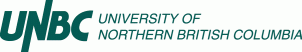 UNBC
UNIVERSITY OF
NORTHERN BRITISH COLUMBIA